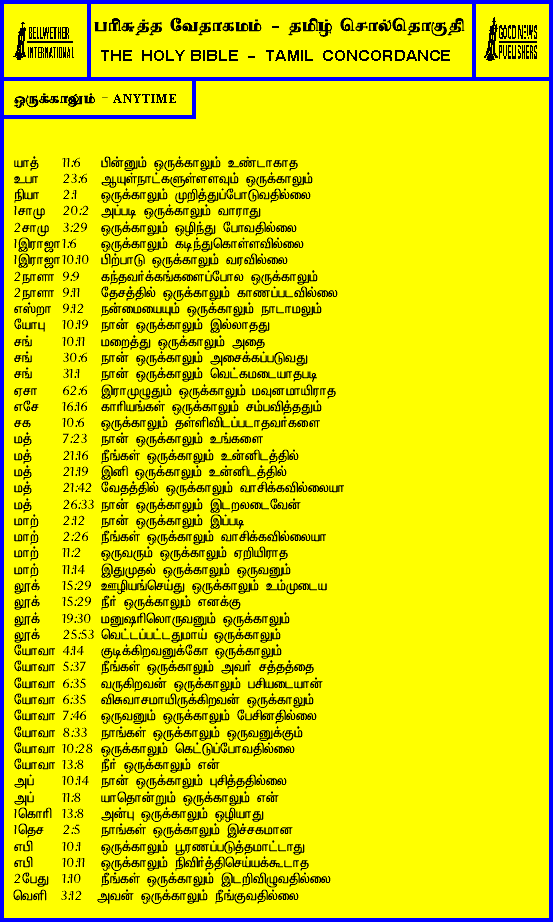 BELLWETHER
INTERNATIONAL
பரிசுத்த வேதாகமம் - தமிழ் சொல்தொகுதி
THE HOLY BIBLE - TAMIL CONCORDANCE
GOOD NEWS
PUBLISHERS
ஒருக்காலும் - ANYTIME
யாத் 11:6 பின்னும் ஒருக்காலும் உண்டாகாத
உபா 23:6 ஆயுள்நாட்களுள்ளளவும் ஒருக்காலும்
நியா 2:1 ஒருக்காலும் முறித்துப்போடுவதில்லை
1சாமு 20:2 அப்படி ஒருக்காலும் வாராது
2சாமு 3:29 ஒருக்காலும் ஒழிந்து போவதில்லை
1இராஜா 1:6 ஒருக்காலும் கடிந்துகொள்ளவில்லை
1இராஜா 10:10 பிற்பாடு ஒருக்காலும் வரவில்லை
2நாளா 9:9 கந்தவர்க்கங்களைப்போல ஒருக்காலும்
2நாளா 9:11 தேசத்தில் ஒருக்காலும் காணப்படவில்லை
எஸ்றா 9:12 நன்மையையும் ஒருக்காலும் நாடாமலும்
யோபு 10:19 நான் ஒருக்காலும் இல்லாதது
சங் 10:11 மறைத்து ஒருக்காலும் அதை
சங் 30:6 நான் ஒருக்காலும் அசைக்கப்படுவது
சங் 31:1 நான் ஒருக்காலும் வெட்கமடையாதபடி
ஏசா 62:6 இராமுழுதும் ஒருக்காலும் மவுனமாயிராத
எசே 16:16 காரியங்கள் ஒருக்காலும் சம்பவித்ததும்
சக 10:6 ஒருக்காலும் தள்ளிவிடப்படாதவர்களை
மத் 7:23 நான் ஒருக்காலும் உங்களை
மத் 21:16 நீங்கள் ஒருக்காலும் உன்னிடத்தில்
மத் 21:19 இனி ஒருக்காலும் உன்னிடத்தில்
மத் 21:42 வேதத்தில் ஒருக்காலும் வாசிக்கவில்லையா
மத் 26:33 நான் ஒருக்காலும் இடறலடைவேன்
மாற் 2:12 நான் ஒருக்காலும் இப்படி
மாற் 2:26 நீங்கள் ஒருக்காலும் வாசிக்கவில்லையா
மாற் 11:2 ஒருவரும் ஒருக்காலும் ஏறியிராத
மாற் 11:14 இதுமுதல் ஒருக்காலும் ஒருவனும்
லூக் 15:29 ஊழியஞ்செய்து ஒருக்காலும் உம்முடைய
லூக் 15:29 நீர் ஒருக்காலும் எனக்கு
லூக் 19:30 மனுஷரிலொருவனும் ஒருக்காலும்
லூக் 25:53 வெட்டப்பட்டதுமாய் ஒருக்காலும்
யோவா 4:14 குடிக்கிறவனுக்கோ ஒருக்காலும்
யோவா 5:37 நீங்கள் ஒருக்காலும் அவர் சத்தத்தை
யோவா 6:35 வருகிறவன் ஒருக்காலும் பசியடையான்
யோவா 6:35 விசுவாசமாயிருக்கிறவன் ஒருக்காலும்
யோவா 7:46 ஒருவனும் ஒருக்காலும் பேசினதில்லை
யோவா 8:33 நாங்கள் ஒருக்காலும் ஒருவனுக்கும்
யோவா 10:28 ஒருக்காலும் கெட்டுப்போவதில்லை
யோவா 13:8 நீர் ஒருக்காலும் என்
அப் 10:14 நான் ஒருக்காலும் புசித்ததில்லை
அப் 11:8 யாதொன்றும் ஒருக்காலும் என்
1கொரி 13:8 அன்பு ஒருக்காலும் ஒழியாது
1தெச 2:5 நாங்கள் ஒருக்காலும் இச்சகமான
எபி 10:1 ஒருக்காலும் பூரணப்படுத்தமாட்டாது
எபி 10:11 ஒருக்காலும் நிவிர்த்திசெய்யக்கூடாத
2பேது 1:10 நீங்கள் ஒருக்காலும் இடறிவிழுவதில்லை
வெளி 3:12 அவன் ஒருக்காலும் நீங்குவதில்லை